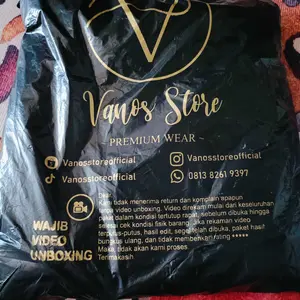 V
Vanos Store
~ PREMIUM WEAR ~
Vanosstoreofficial
Vanosstoreofficial
Vanosstoreofficial
0813 8261 9397
WAJIB
VIDEO
UNBOXING
Kami tidak menerima return dan komplain apapun
tanpa video unboxing. Video direkam mulai dari keseluruhan
paket dalam kondisi tertutup rapat, sebelum dibuka hingga
selesai cek kondisi fisik barang. Jika rekaman video
terputus-putus, hasil edit, segel telah dibuka, paket hasil
bungkus ulang, dan tidak memberikan rating *****
Maka, tidak akan kami proses.
Terimakasih